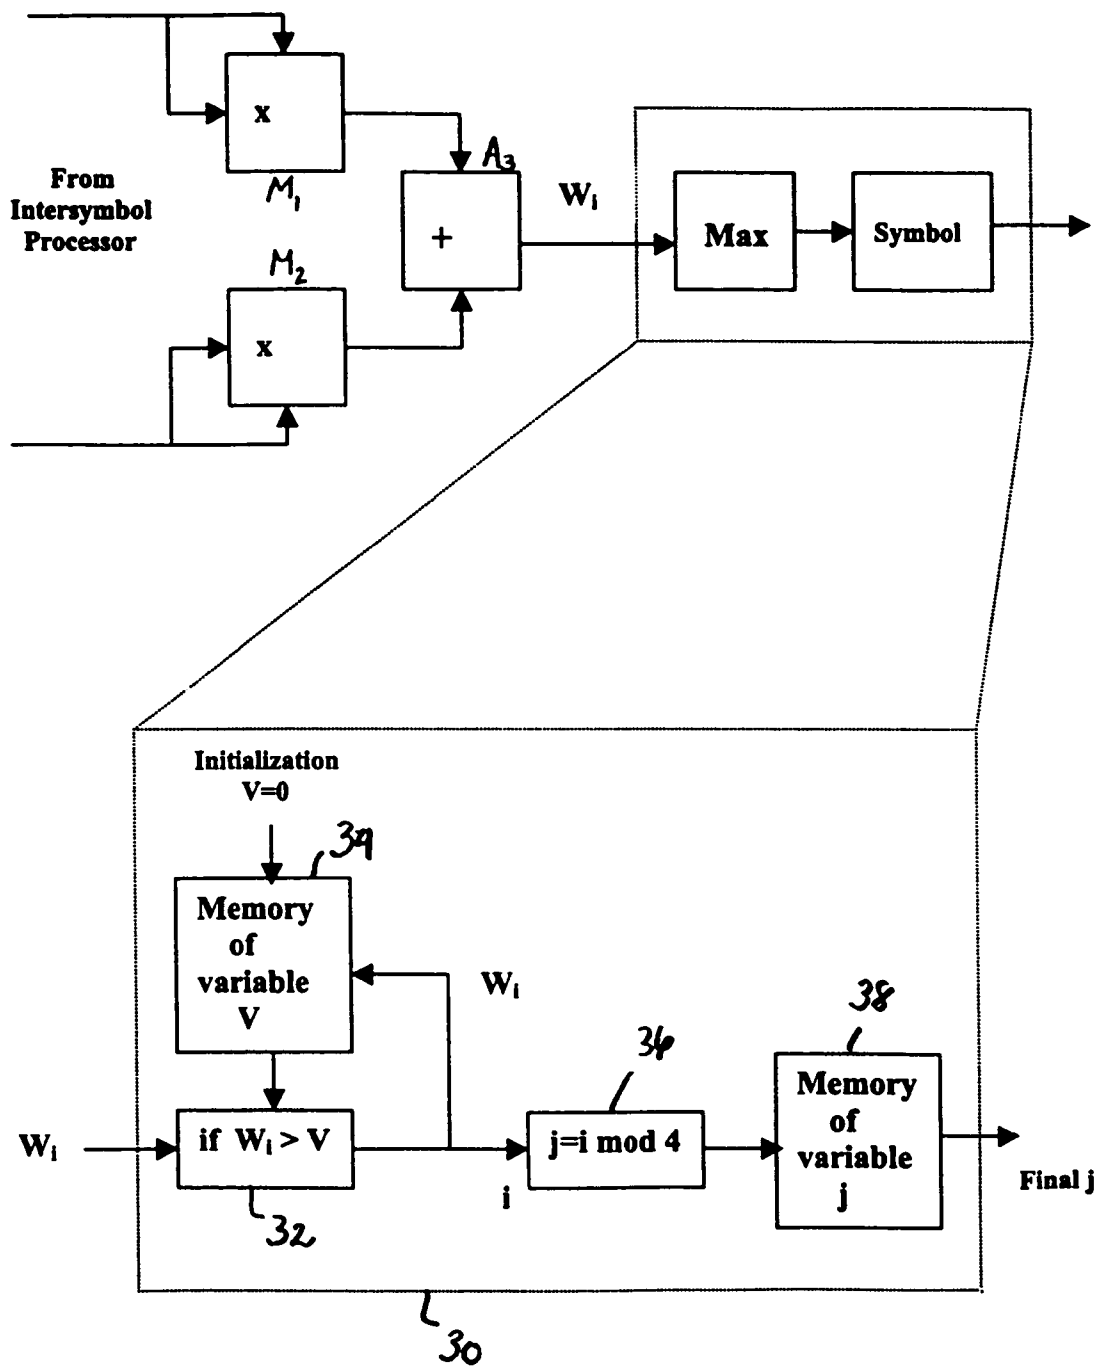 x
M₁
From
Intersymbol
Processor
M₂
x
A₃
+
Wᵢ
Max
Symbol
Initialization
V=0
34
Memory
of
variable
V
Wᵢ
Wᵢ
if Wᵢ > V
32
i
36
j=i mod 4
38
Memory
of
variable
j
Final j
30